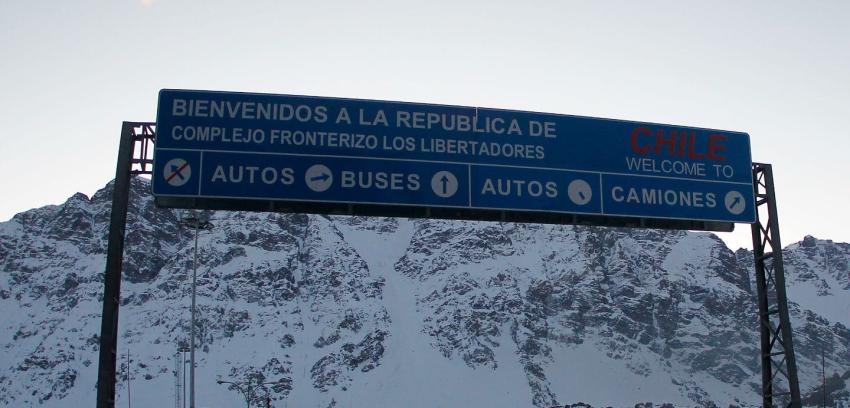 BIENVENIDOS A LA REPUBLICA DE CHILE
COMPLEJO FRONTERIZO LOS LIBERTADORES WELCOME TO
AUTOS BUSES AUTOS CAMIONES